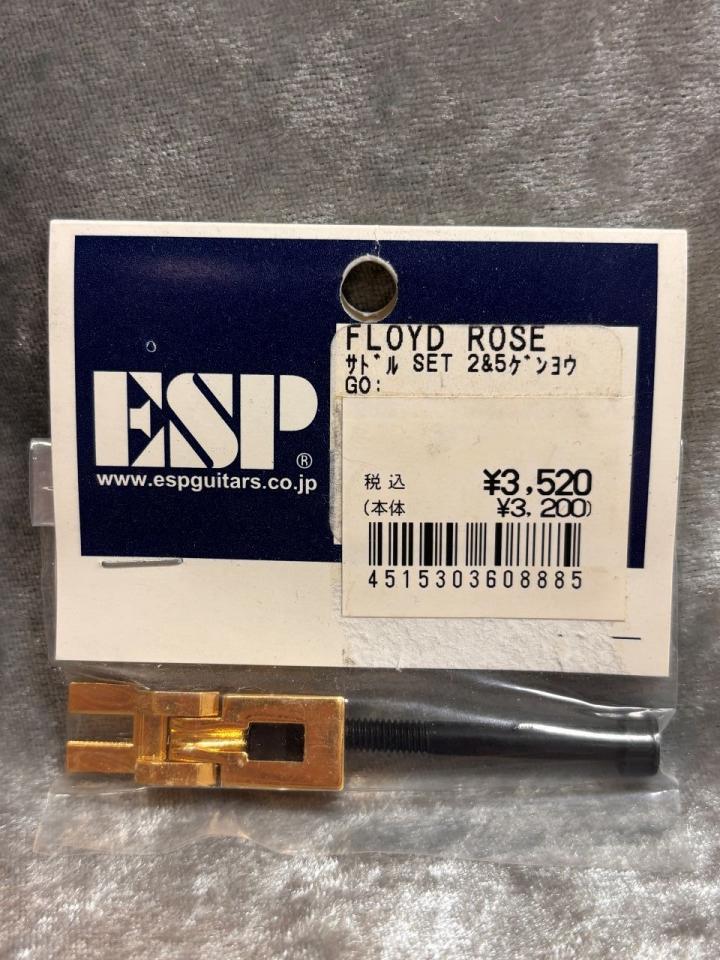 FLOYD ROSE
ｻﾄﾞﾙ SET 2&5ｹﾞﾝﾖｳ
GO:
ESP®
www.espguitars.co.jp
税込 ¥3,520
(本体 ¥3,200)
4515303608885